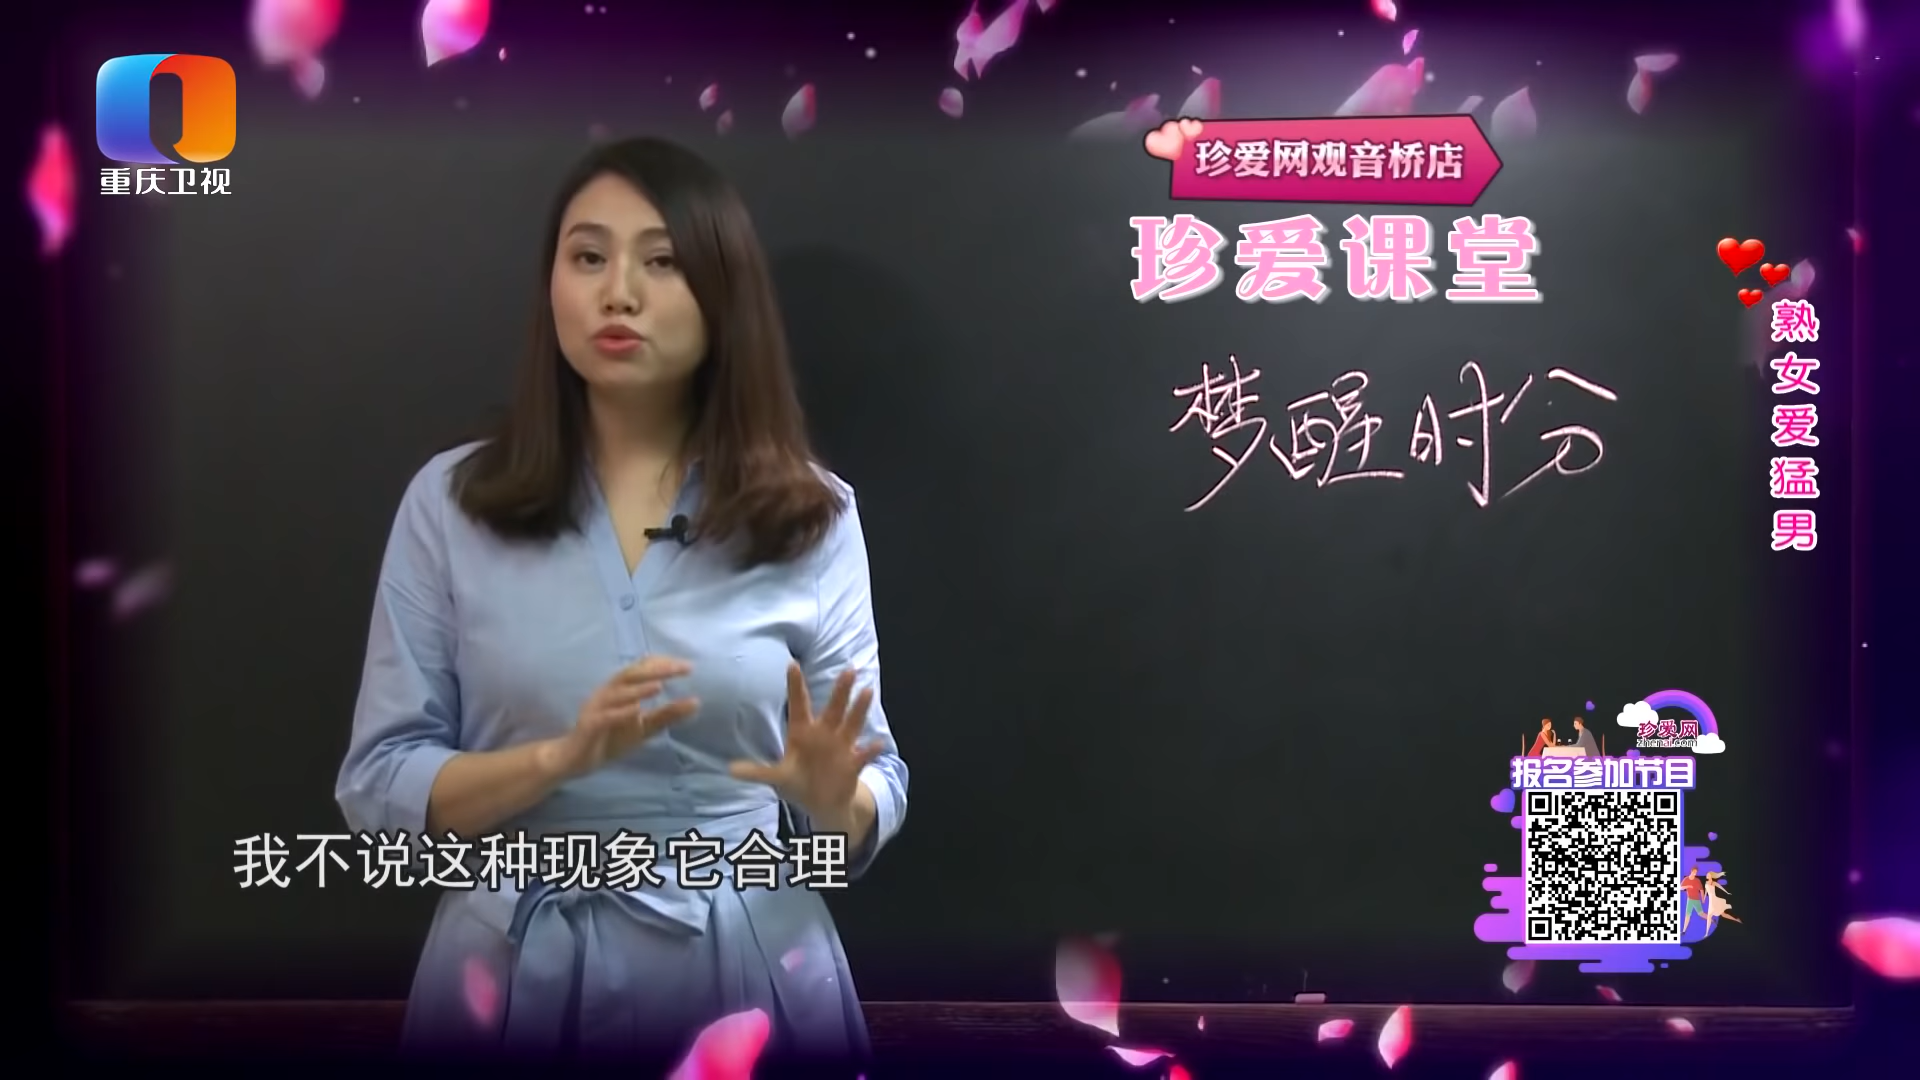 重庆卫视
珍爱网观音桥店
珍爱课堂
梦醒时分
熟女爱猛男
珍爱网
zhenai.com
报名参加节目
我不说这种现象它合理